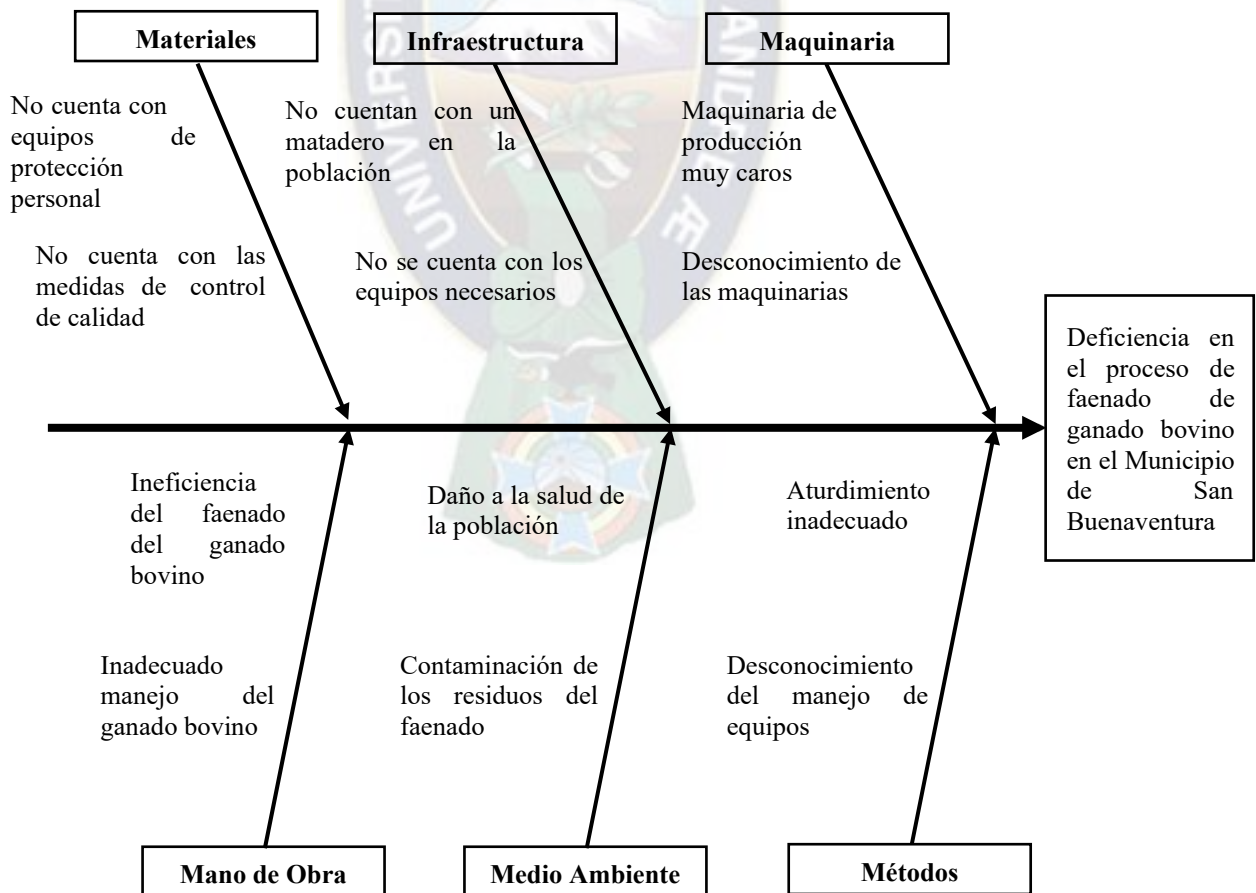 Materiales
Infraestructura
Maquinaria
No cuenta con
equipos de
protección
personal
No cuentan con un
matadero en la
población
Maquinaria de
producción
muy caros
No cuenta con las
medidas de control
de calidad
No se cuenta con los
equipos necesarios
Desconocimiento de
las maquinarias
Deficiencia en
el proceso de
faenado de
ganado bovino
en el Municipio
de San
Buenaventura
Ineficiencia
del faenado
del ganado
bovino
Daño a la salud de
la población
Aturdimiento
inadecuado
Inadecuado
manejo del
ganado bovino
Contaminación de
los residuos del
faenado
Desconocimiento
del manejo de
equipos
Mano de Obra
Medio Ambiente
Métodos